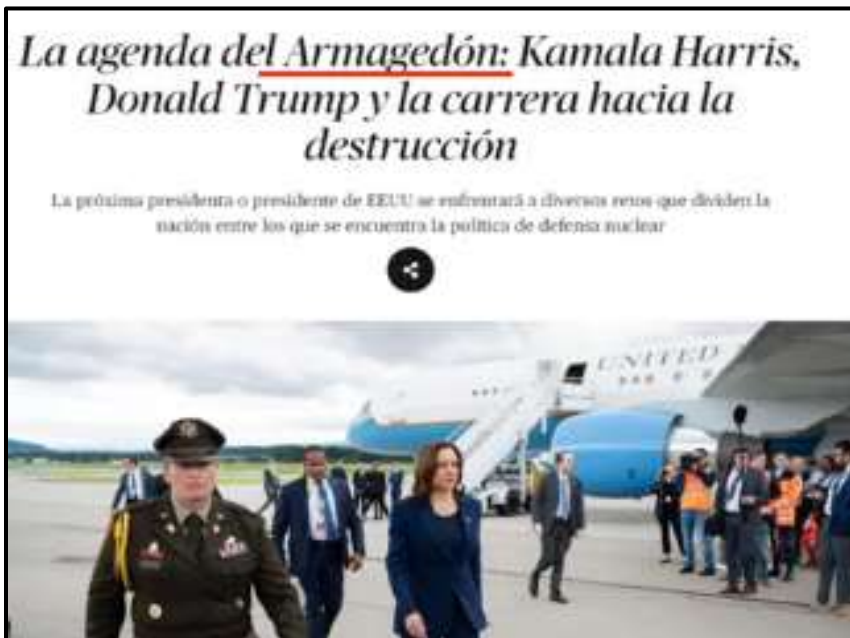 La agenda del Armagedón: Kamala Harris,
Donald Trump y la carrera hacia la
destrucción
La próxima presidenta o presidente de EEUU se enfrentará a diversos retos que dividen la
nación entre los que se encuentra la política de defensa nuclear
UNITED